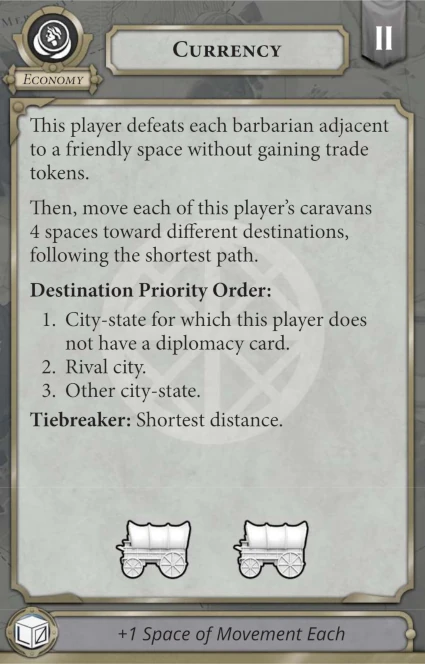 CURRENCY
II
ECONOMY
This player defeats each barbarian adjacent
to a friendly space without gaining trade
tokens.
Then, move each of this player's caravans
4 spaces toward different destinations,
following the shortest path.
Destination Priority Order:
1. City-state for which this player does
not have a diplomacy card.
2. Rival city.
3. Other city-state.
Tiebreaker: Shortest distance.
+1 Space of Movement Each